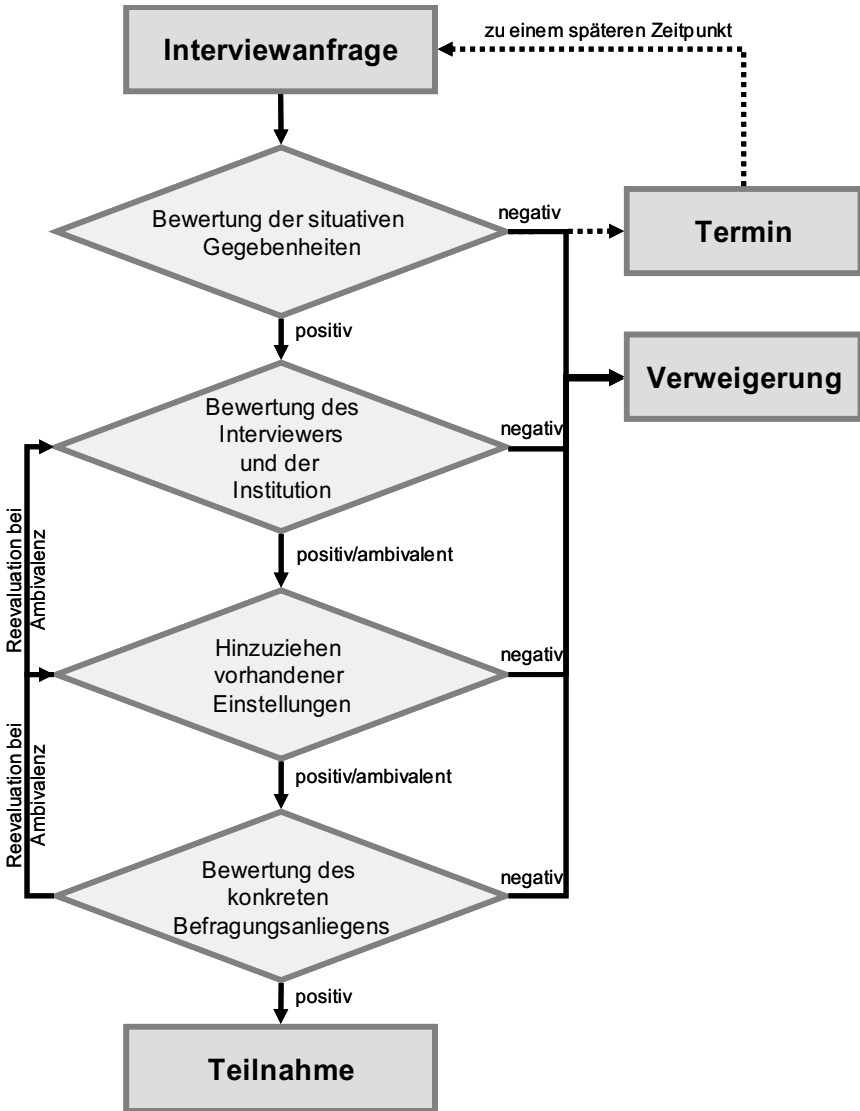 zu einem späteren Zeitpunkt
Interviewanfrage
Bewertung der situativen
Gegebenheiten
negativ
Termin
positiv
Verweigerung
Bewertung des
Interviewers
und der
Institution
negativ
Reevaluation bei
Ambivalenz
positiv/ambivalent
Hinzuziehen
vorhandener
Einstellungen
negativ
Reevaluation bei
Ambivalenz
positiv/ambivalent
Bewertung des
konkreten
Befragungsanliegens
negativ
positiv
Teilnahme